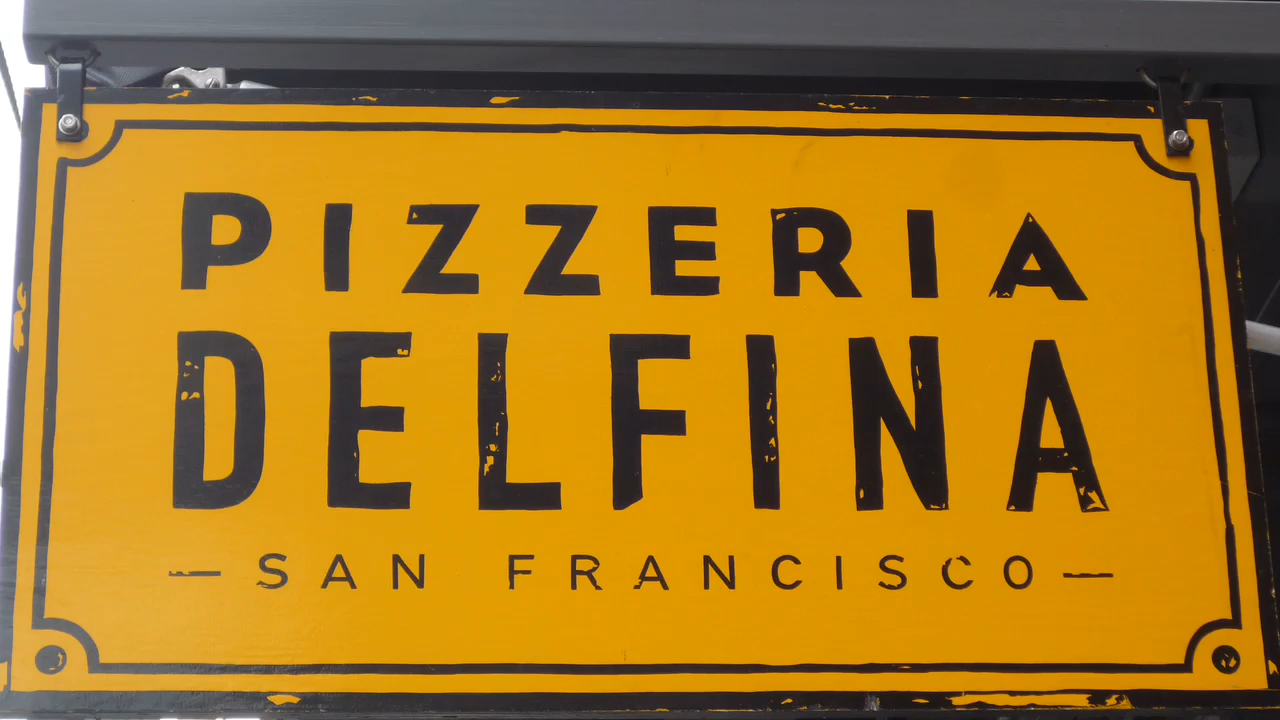 PIZZERIA
DELFINA
— SAN FRANCISCO —